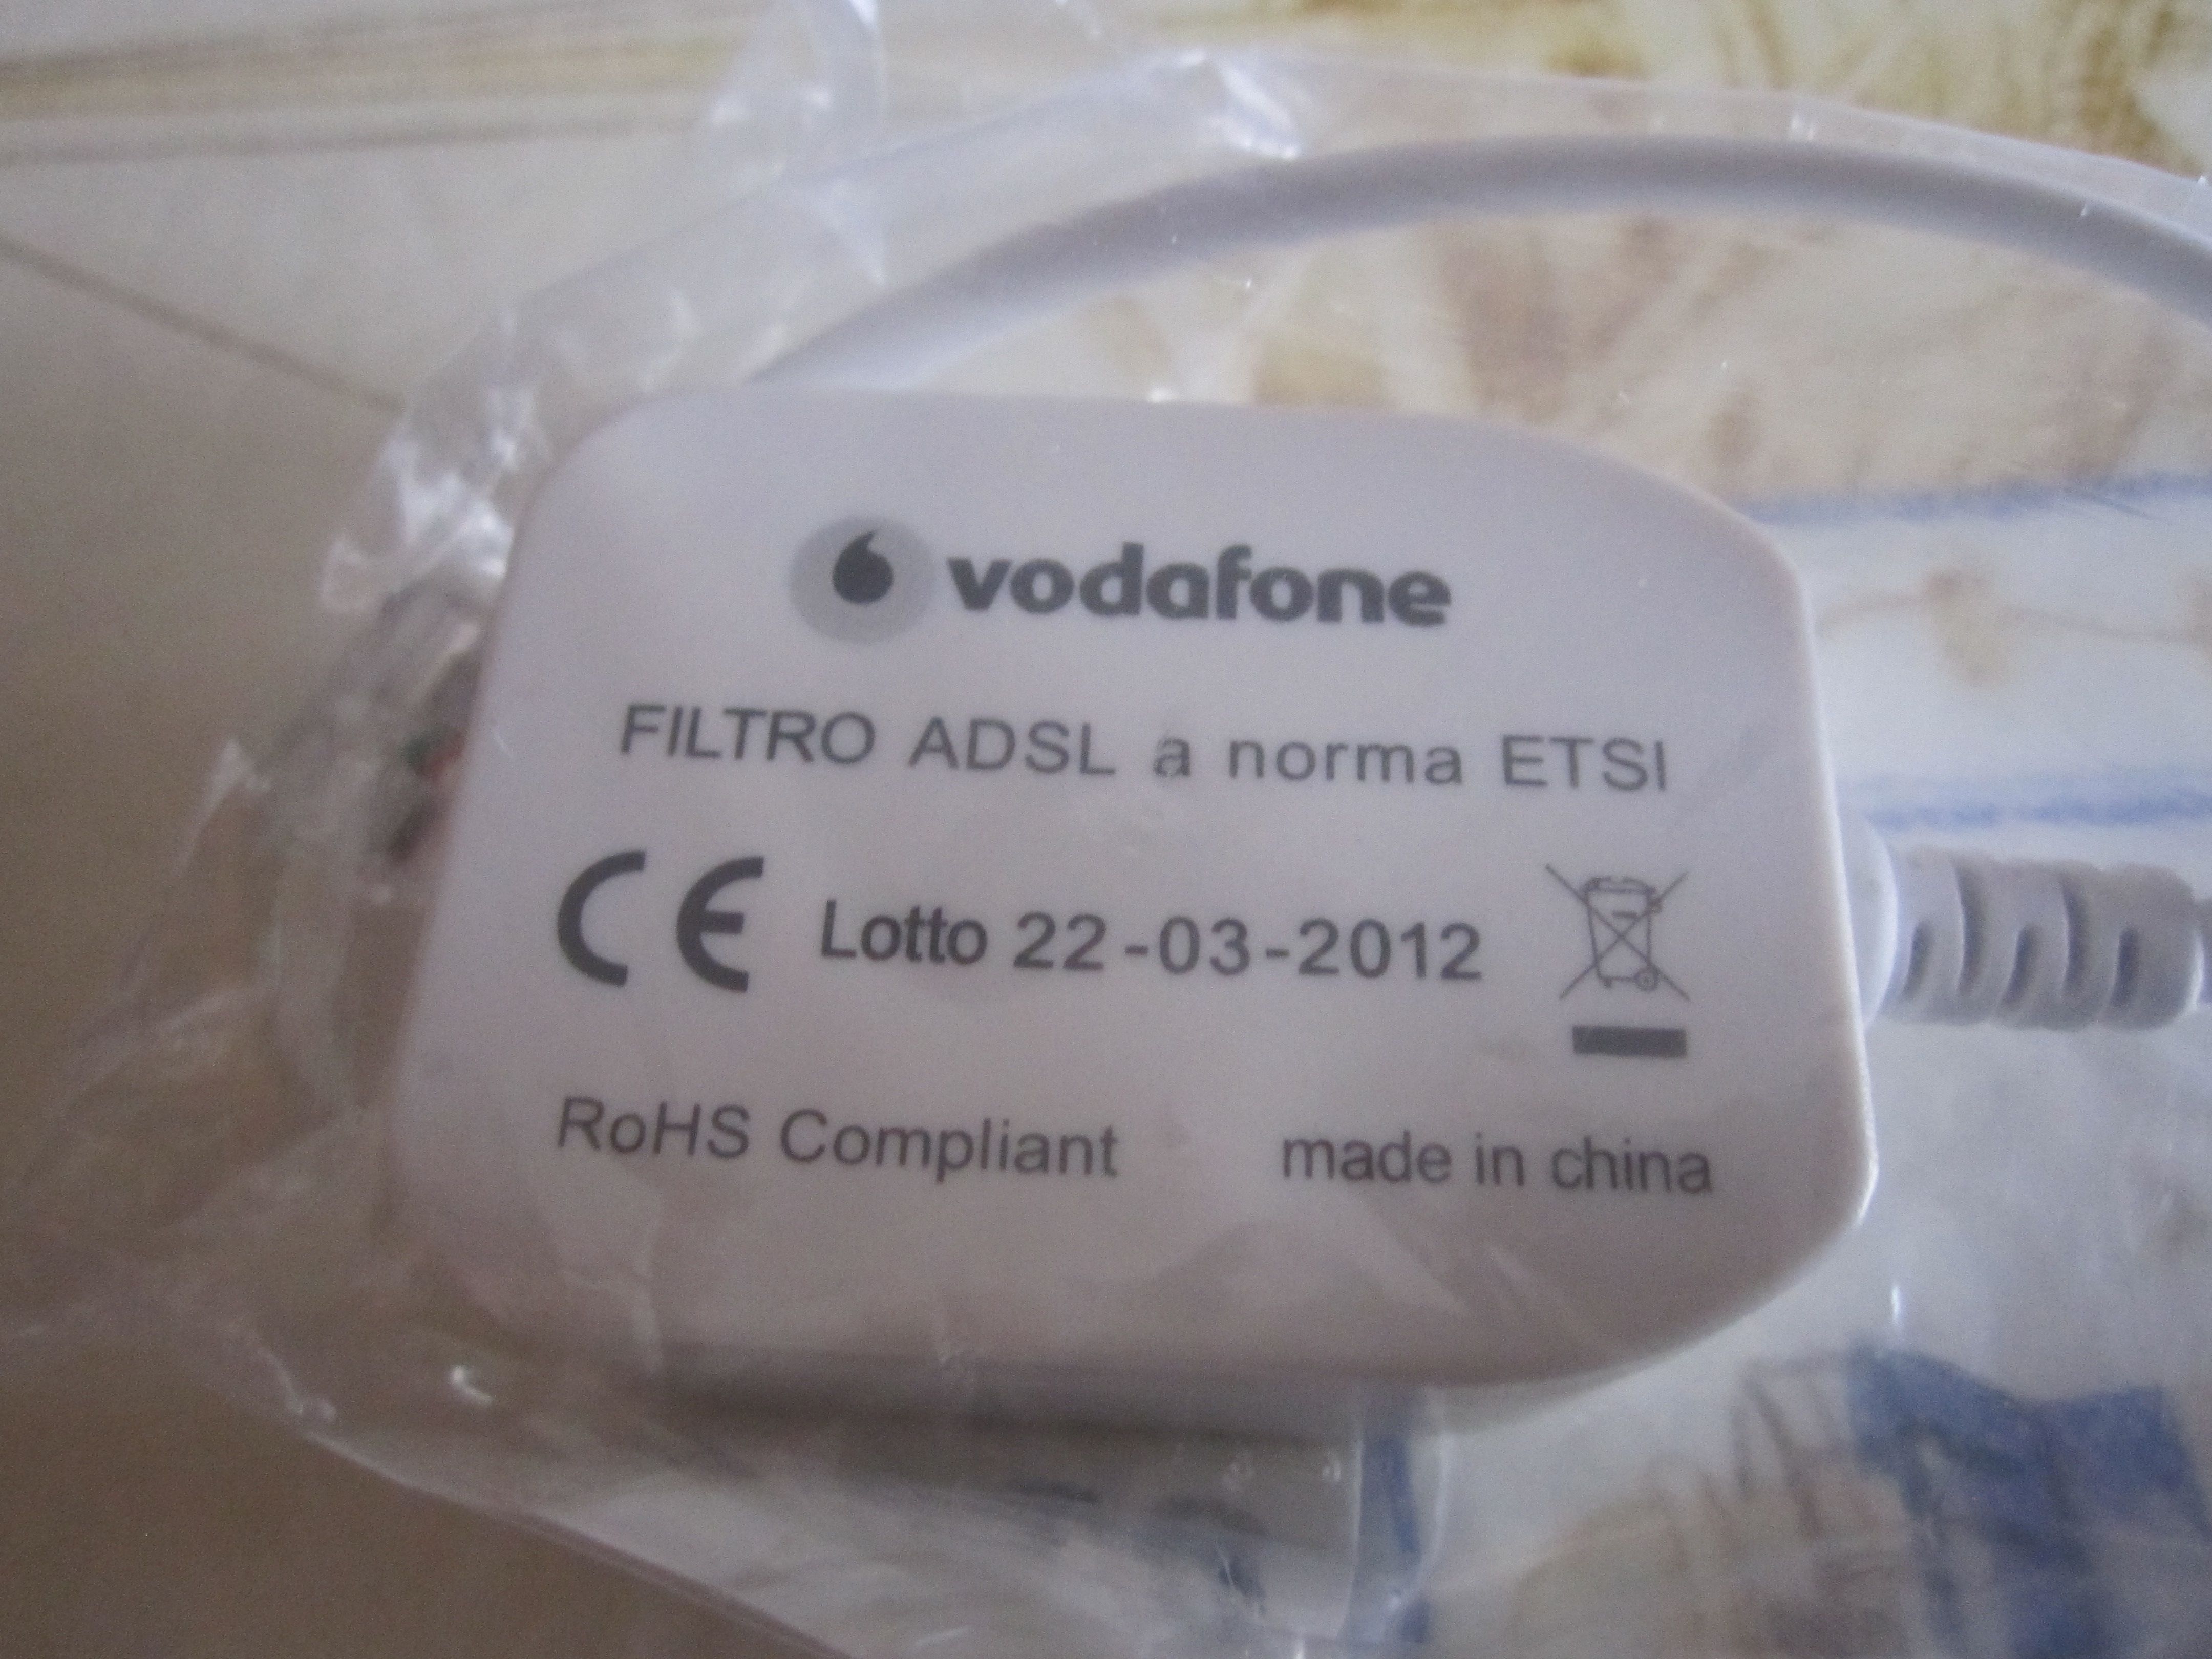 vodafone
FILTRO ADSL a norma ETSI
CE Lotto 22-03-2012
RoHS Compliant made in china